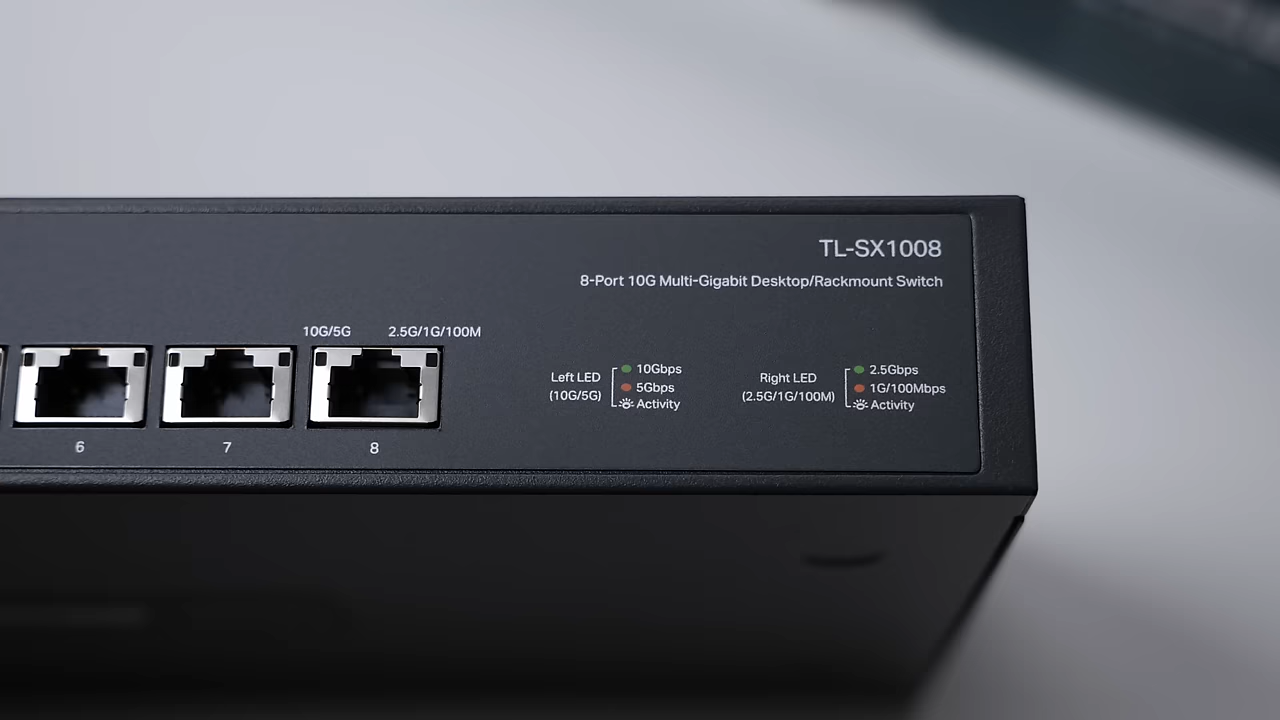 TL-SX1008
8-Port 10G Multi-Gigabit Desktop/Rackmount Switch
10G/5G 2.5G/1G/100M
6 7 8
Left LED
(10G/5G)
10Gbps
5Gbps
Activity
Right LED
(2.5G/1G/100M)
2.5Gbps
1G/100Mbps
Activity